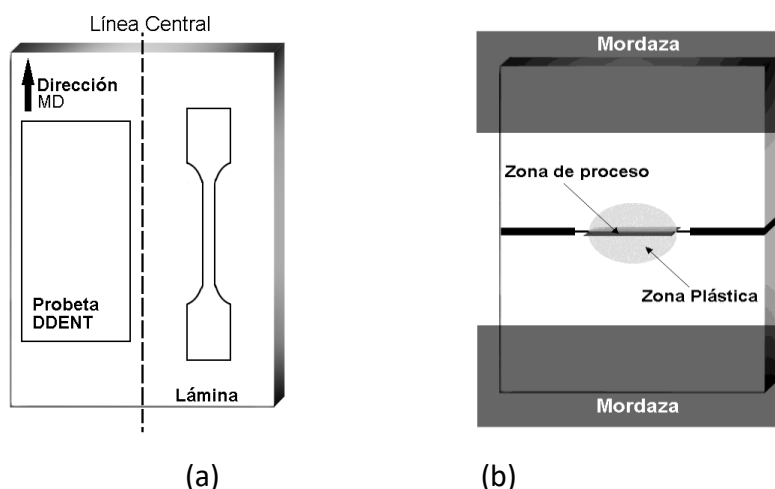 Línea Central
Dirección
MD
Probeta
DDENT
Lámina
(a)
Mordaza
Zona de proceso
Zona Plástica
Mordaza
(b)